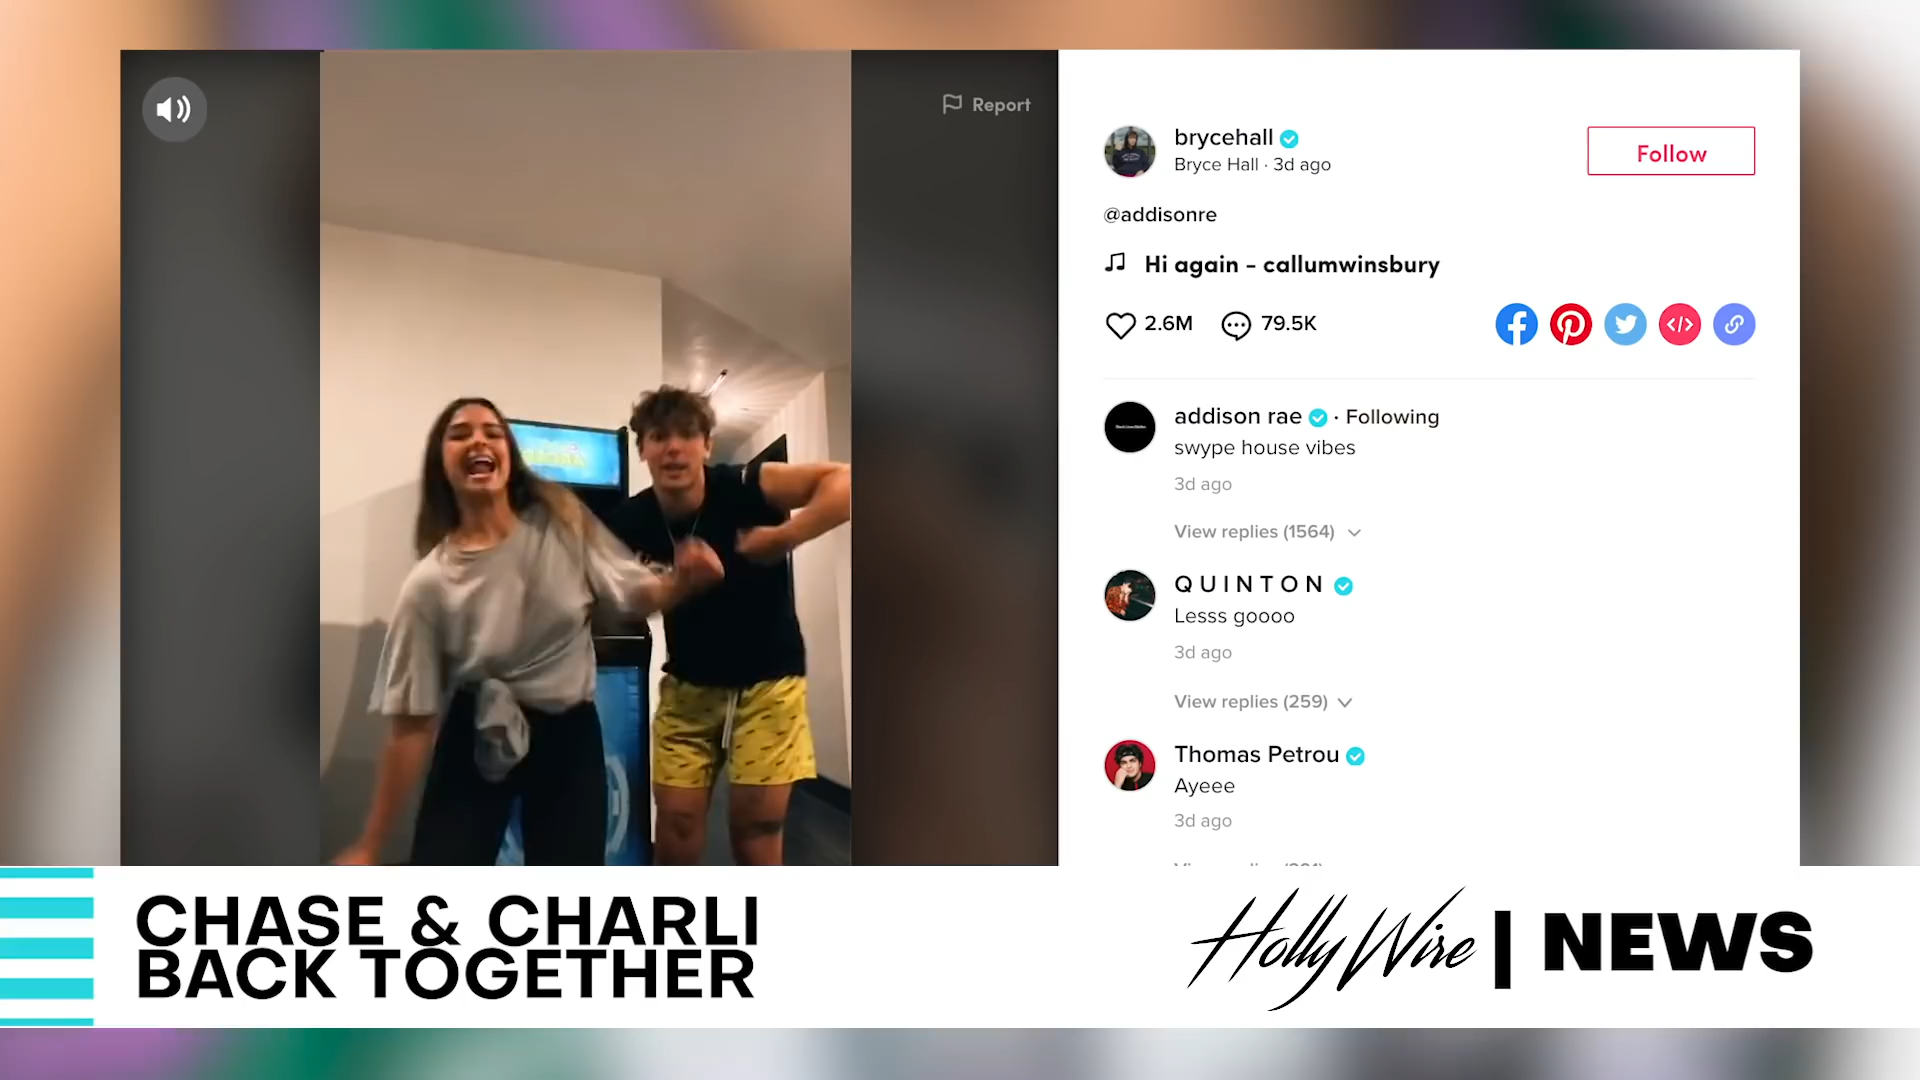 Report
brycehall
Bryce Hall · 3d ago
Follow
@addisonre
Hi again - callumwinsbury
2.6M
79.5K
addison rae · Following
swype house vibes
3d ago
View replies (1564)
Q U I N T O N
Lesss goooo
3d ago
View replies (259)
Thomas Petrou
Ayeee
3d ago
CHASE & CHARLI
BACK TOGETHER
HollyWire | NEWS